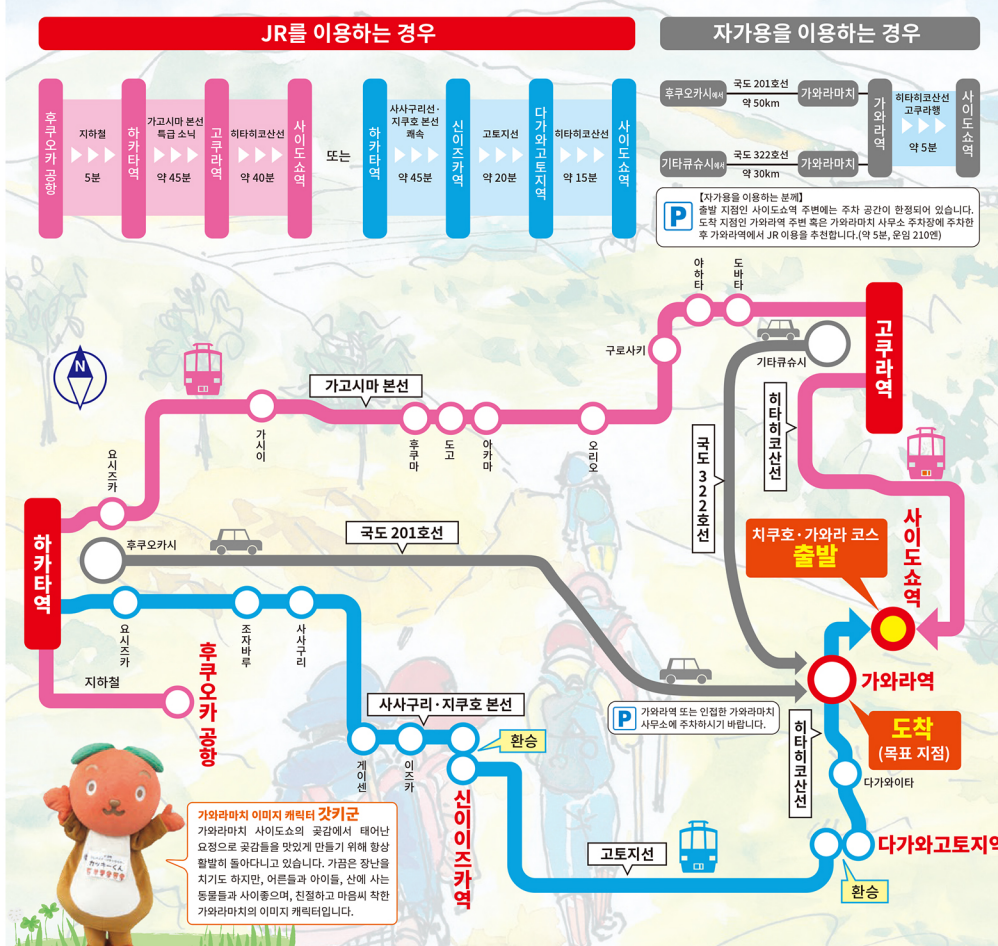 JR를 이용하는 경우
후쿠오카 공항
지하철
5분
하카타역
가고시마 본선
특급 소닉
약 45분
고쿠라역
히타히코산선
약 40분
사이도쇼역
또는
하카타역
사사구리선·
지쿠호 본선
쾌속
약 45분
신이즈카역
고토지선
약 20분
다가와고토지역
히타히코산선
약 15분
사이도쇼역
자가용을 이용하는 경우
후쿠오카시에서
국도 201호선
약 50km
가와라마치
기타큐슈시에서
국도 322호선
약 30km
가와라마치
가와라역
히타히코산선
고쿠라행
약 5분
사이도쇼역
P
【자가용을 이용하는 분께】
출발 지점인 사이도쇼역 주변에는 주차 공간이 한정되어 있습니다.
도착 지점인 가와라역 주변 혹은 가와라마치 사무소 주차장에 주차한
후 가와라역에서 JR 이용을 추천합니다.(약 5분, 운임 210엔)
N
야하타
도바타
구로사키
고쿠라역
기타큐슈시
가고시마 본선
가시이
후쿠마
도고
아카마
오리오
요시즈카
히타히코산선
국도 322호선
하카타역
후쿠오카시
국도 201호선
치쿠호·가와라 코스
출발
사이도쇼역
요시즈카
조자바루
사사구리
지하철
후쿠오카 공항
사사구리·지쿠호 본선
환승
게이센
이즈카
신이이즈카역
P
가와라역 또는 인접한 가와라마치
사무소에 주차하시기 바랍니다.
가와라역
도착
(목표 지점)
히타히코산선
다가와이타
다가와고토지역
환승
고토지선
가와라마치 이미지 캐릭터 갓키군
가와라마치 사이도쇼의 곶감에서 태어난
요정으로 곶감들을 맛있게 만들기 위해 항상
활발히 돌아다니고 있습니다. 가끔은 장난을
치기도 하지만, 어른들과 아이들, 산에 사는
동물들과 사이좋으며, 친절하고 마음씨 착한
가와라마치의 이미지 캐릭터입니다.
カッキーくん